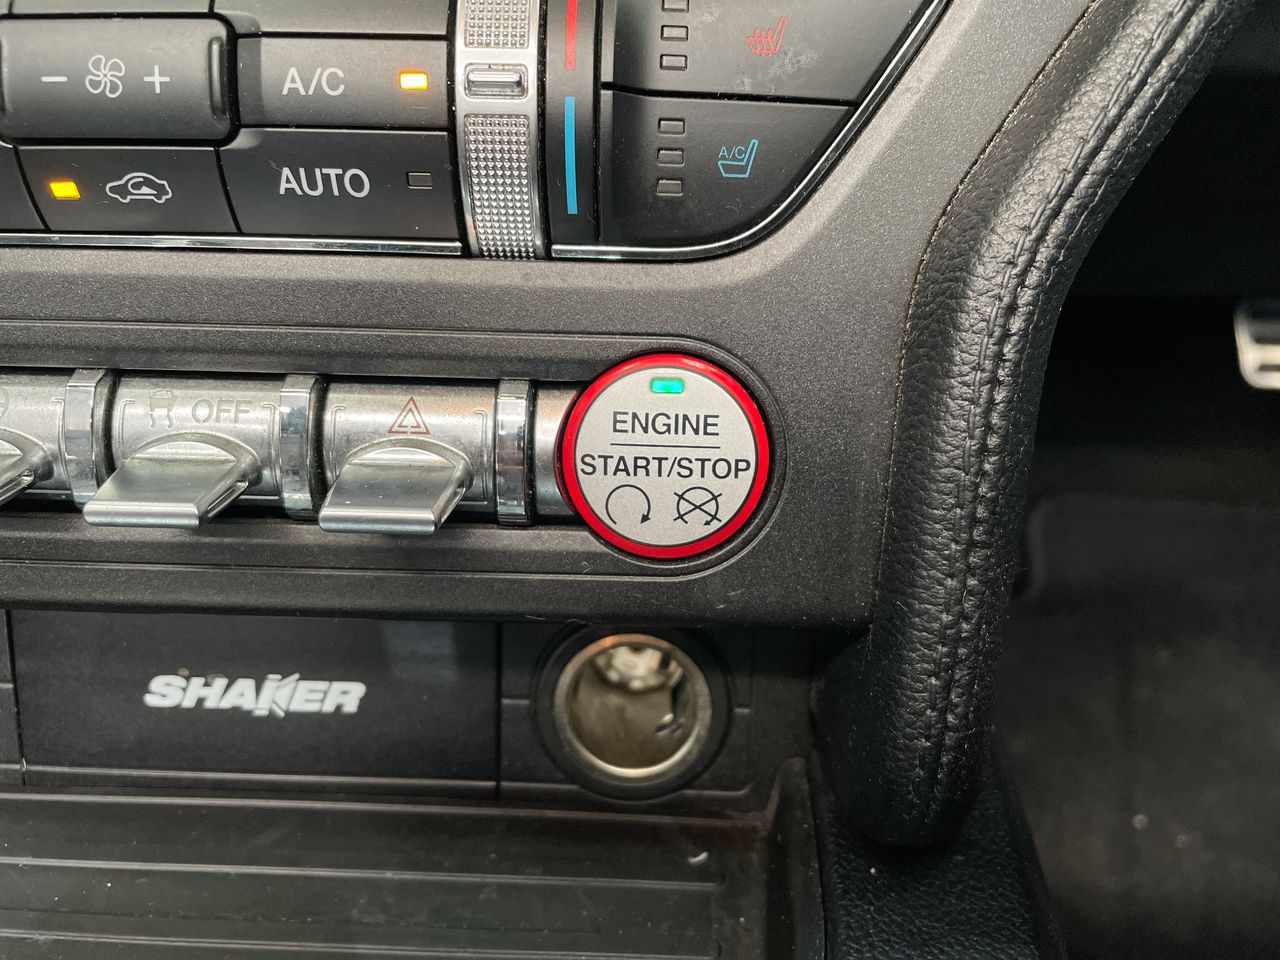 A/C
A/C
AUTO
OFF
ENGINE
START/STOP
SHAKER